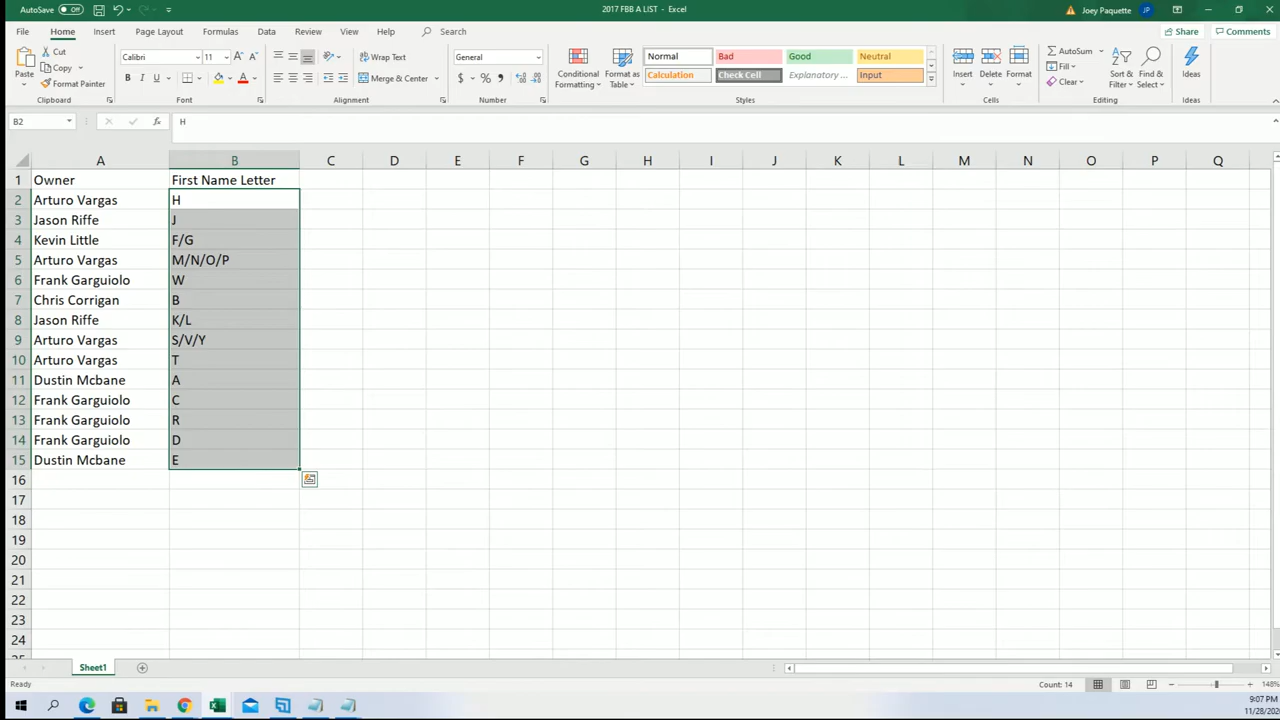 AutoSave Off
2017 FBB A LIST - Excel
Joey Paquette JP
File Home Insert Page Layout Formulas Data Review View Help Search
Share Comments
Paste
Cut
Copy
Format Painter
Clipboard
Calibri 11
B I U
Font
Wrap Text
Merge & Center
Alignment
General
$ % ,
Number
Conditional Formatting
Format as Table
Normal Bad Good Neutral
Calculation Check Cell Explanatory ... Input
Styles
Insert Delete Format
Cells
AutoSum
Fill
Clear
Sort & Filter
Find & Select
Editing
Ideas
Ideas
B2 fx H
A B C D E F G H I J K L M N O P Q
1 Owner First Name Letter
2 Arturo Vargas H
3 Jason Riffe J
4 Kevin Little F/G
5 Arturo Vargas M/N/O/P
6 Frank Garguiolo W
7 Chris Corrigan B
8 Jason Riffe K/L
9 Arturo Vargas S/V/Y
10 Arturo Vargas T
11 Dustin Mcbane A
12 Frank Garguiolo C
13 Frank Garguiolo R
14 Frank Garguiolo D
15 Dustin Mcbane E
16
17
18
19
20
21
22
23
24
Sheet1
Ready
Count: 14
148%
9:07 PM